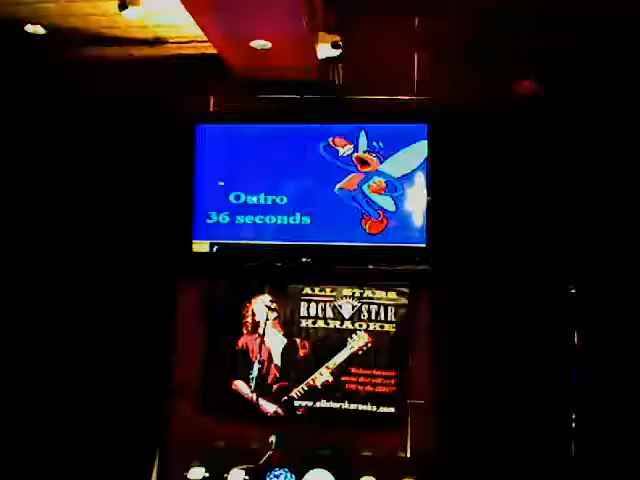 Outro
36 seconds
ALL STARS
ROCK STAR
KARAOKE
www.allstarskaraoke.com